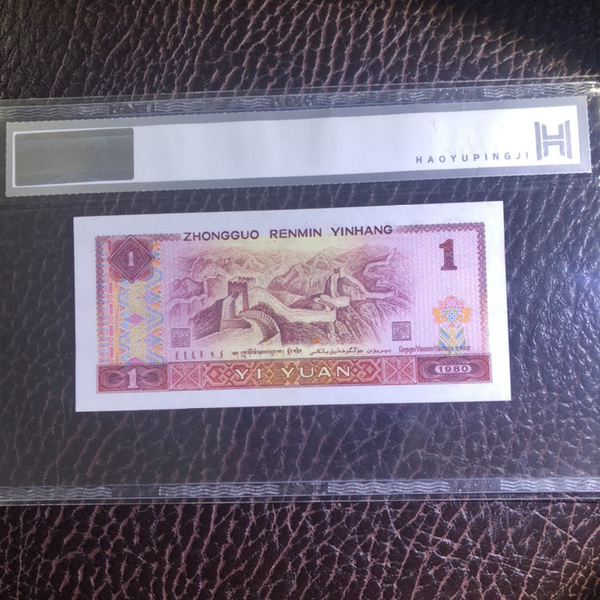 HAOYUPINGJI
ZHONGGUO RENMIN YINHANG
1
1
1
YI YUAN
1980